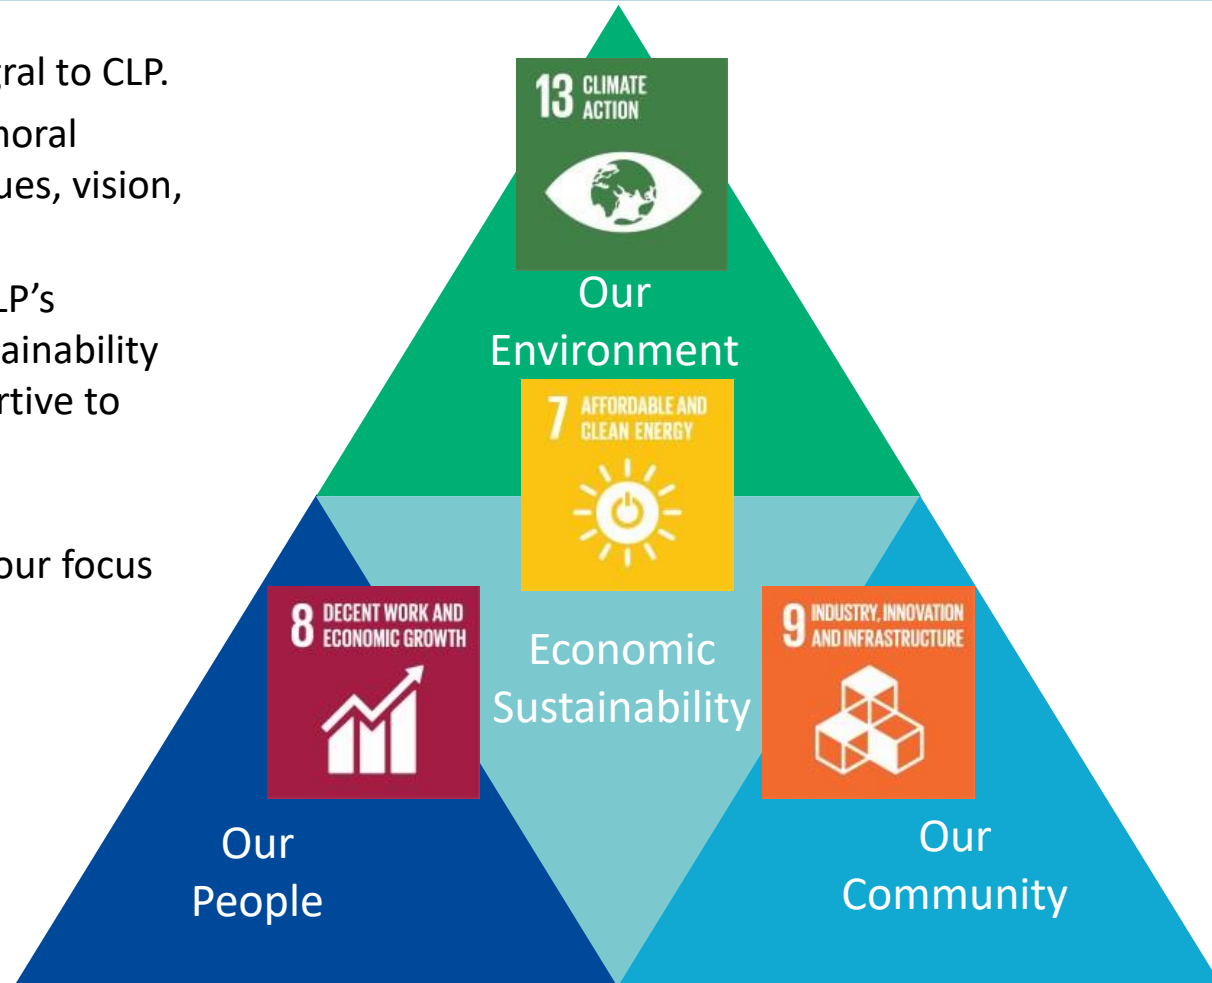 gral to CLP.
noral
ues, vision,
LP's
ainability
rtive to
our focus
13 CLIMATE
ACTION
Our
Environment
7 AFFORDABLE AND
CLEAN ENERGY
8 DECENT WORK AND
ECONOMIC GROWTH
Economic
Sustainability
9 INDUSTRY, INNOVATION
AND INFRASTRUCTURE
Our
People
Our
Community